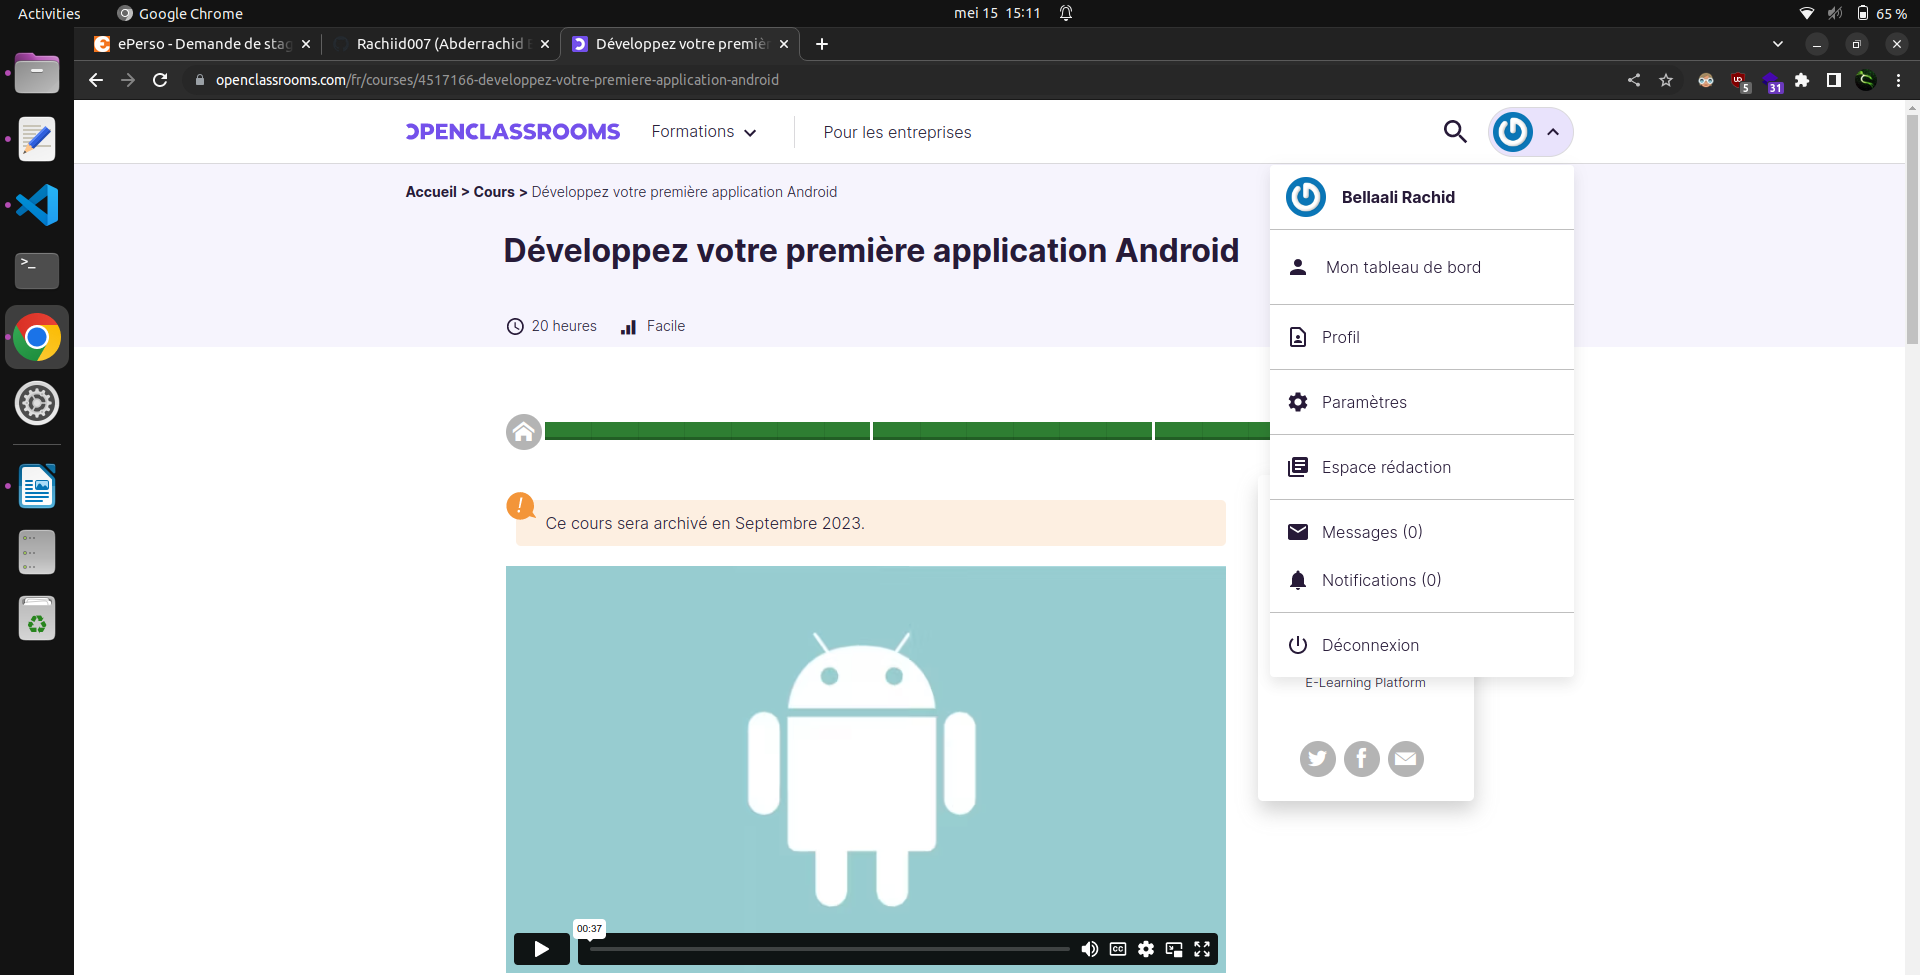 Activities
Google Chrome
mei 15 15:11
65 %
ePerso - Demande de stag
Rachiid007 (Abderrachid
Développez votre premiè
openclassrooms.com/fr/courses/4517166-developpez-votre-premiere-application-android
5
31
OPENCLASSROOMS
Formations
Pour les entreprises
Accueil > Cours > Développez votre première application Android
Développez votre première application Android
20 heures
Facile
Bellaali Rachid
Mon tableau de bord
Profil
Paramètres
Espace rédaction
Messages (0)
Notifications (0)
Déconnexion
Ce cours sera archivé en Septembre 2023.
E-Learning Platform
00:37
CC